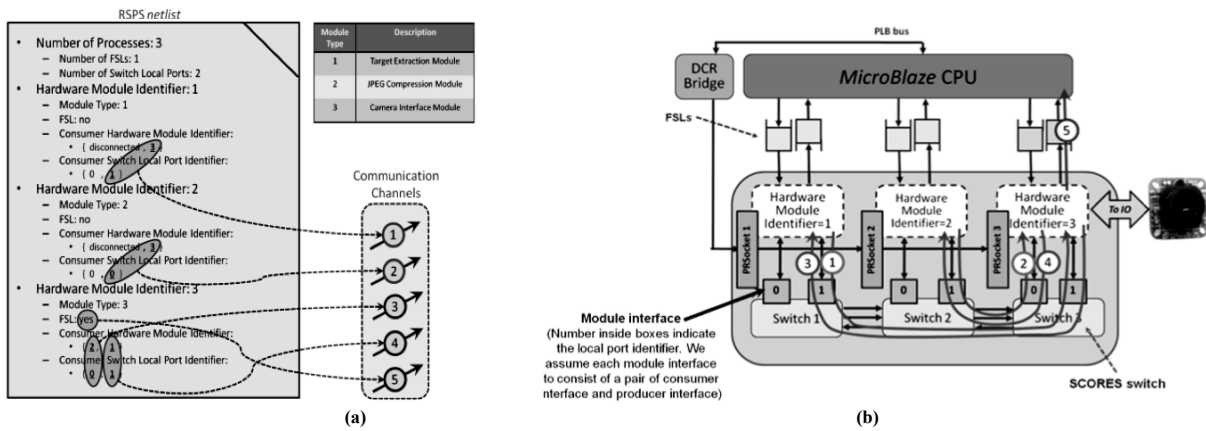 RSPS netlist
• Number of Processes: 3
– Number of FSLs: 1
– Number of Switch Local Ports: 2
• Hardware Module Identifier: 1
– Module Type: 1
– FSL: no
– Consumer Hardware Module Identifier:
• { disconnected , 3 }
– Consumer Switch Local Port Identifier:
• { 0 , 1 }
• Hardware Module Identifier: 2
– Module Type: 2
– FSL: no
– Consumer Hardware Module Identifier:
• { disconnected , 3 }
– Consumer Switch Local Port Identifier:
• { 0 , 0 }
• Hardware Module Identifier: 3
– Module Type: 3
– FSL: yes
– Consumer Hardware Module Identifier:
• { 2 , 1 }
– Consumer Switch Local Port Identifier:
• { 0 , 1 }
Module Type Description
1 Target Extraction Module
2 JPEG Compression Module
3 Camera Interface Module
Communication
Channels
1
2
3
4
5
(a)
PLB bus
DCR
Bridge
MicroBlaze CPU
FSLs
5
Hardware
Module
Identifier=1
Hardware
Module
Identifier=2
Hardware
Module
Identifier=3
To IO
PRSocket 1
PRSocket 2
PRSocket 3
3 1
2 4
0 1
0 1
0 1
Switch 1
Switch 2
Switch 3
Module interface
(Number inside boxes indicate
the local port identifier. We
assume each module interface
to consist of a pair of consumer
nterface and producer interface)
SCORES switch
(b)